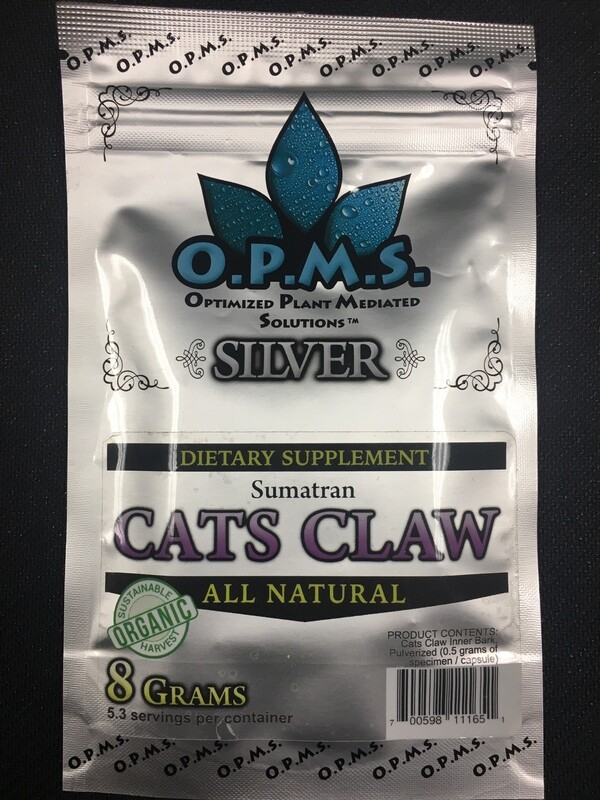 O.P.M.S. O.P.M.S. O.P.M.S. O.P.M.S. O.P.M.S. O.P.M.S. O.P.M.S. O.P.M.S. O.P.M.S.
O.P.M.S.
OPTIMIZED PLANT MEDIATED
SOLUTIONS™
SILVER
DIETARY SUPPLEMENT
Sumatran
CATS CLAW
ALL NATURAL
SUSTAINABLE
ORGANIC
HARVEST
PRODUCT CONTENTS:
Cats Claw Inner Bark,
Pulverized (0.5 grams of
specimen / capsule)
8 GRAMS
5.3 servings per container
7 00598 11165 1
O.P.M.S. O.P.M.S. O.P.M.S. O.P.M.S. O.P.M.S. O.P.M.S. O.P.M.S. O.P.M.S. O.P.M.S.